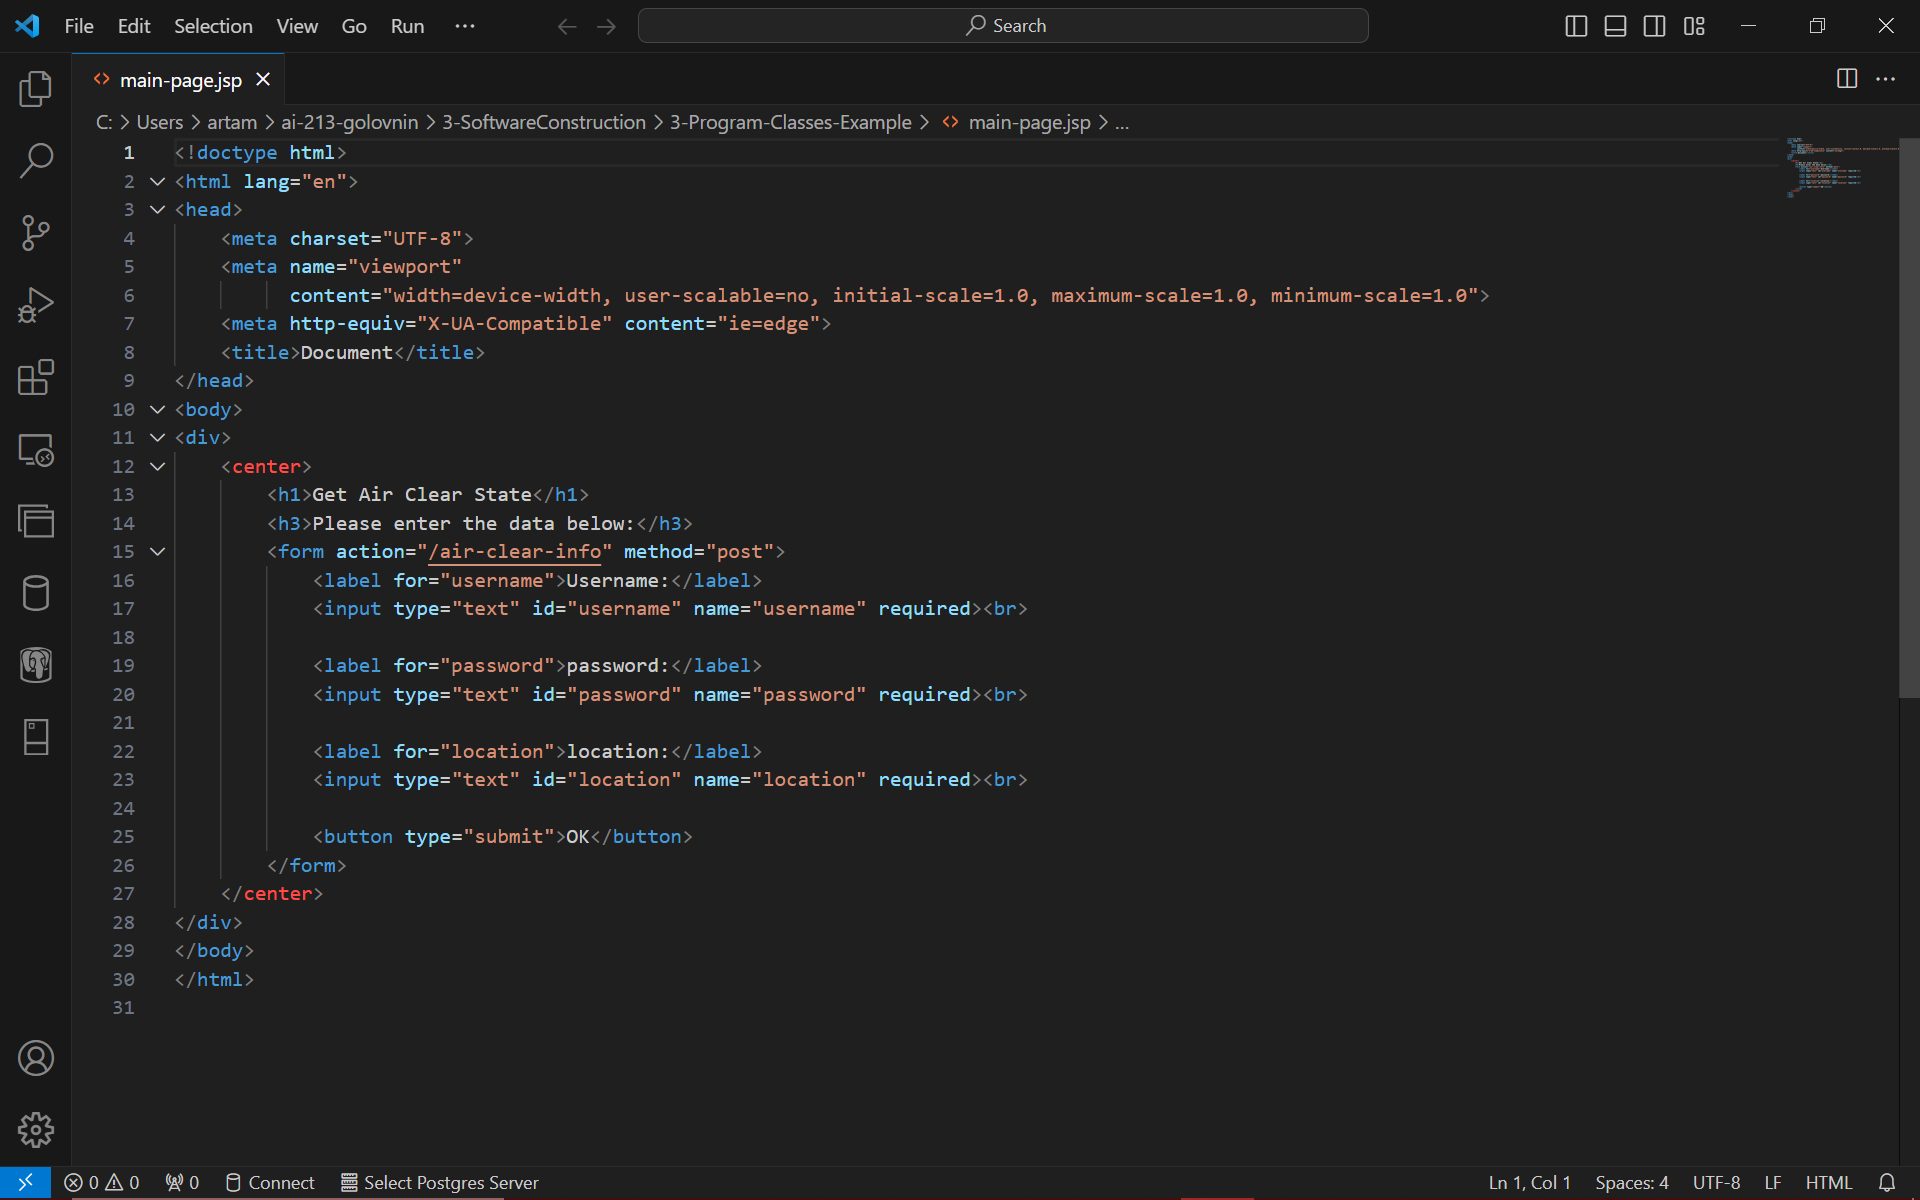 File Edit Selection View Go Run ··· Search
main-page.jsp
C: > Users > artam > ai-213-golovnin > 3-SoftwareConstruction > 3-Program-Classes-Example > main-page.jsp > ...
1 <!doctype html>
2 <html lang="en">
3 <head>
4 <meta charset="UTF-8">
5 <meta name="viewport"
6 content="width=device-width, user-scalable=no, initial-scale=1.0, maximum-scale=1.0, minimum-scale=1.0">
7 <meta http-equiv="X-UA-Compatible" content="ie=edge">
8 <title>Document</title>
9 </head>
10 <body>
11 <div>
12 <center>
13 <h1>Get Air Clear State</h1>
14 <h3>Please enter the data below:</h3>
15 <form action="/air-clear-info" method="post">
16 <label for="username">Username:</label>
17 <input type="text" id="username" name="username" required><br>
18
19 <label for="password">password:</label>
20 <input type="text" id="password" name="password" required><br>
21
22 <label for="location">location:</label>
23 <input type="text" id="location" name="location" required><br>
24
25 <button type="submit">OK</button>
26 </form>
27 </center>
28 </div>
29 </body>
30 </html>
31
0 0 0 Connect Select Postgres Server Ln 1, Col 1 Spaces: 4 UTF-8 LF HTML